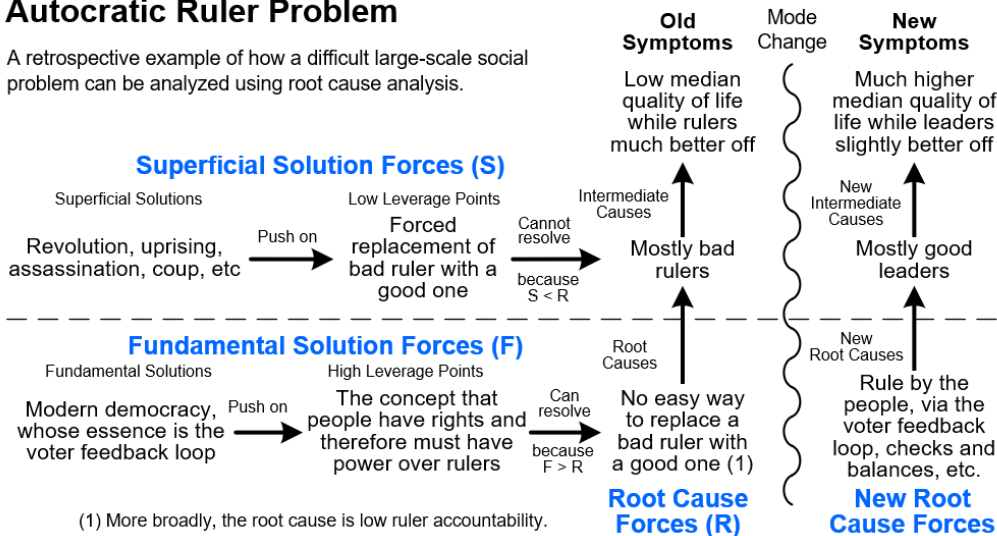 Autocratic Ruler Problem
A retrospective example of how a difficult large-scale social
problem can be analyzed using root cause analysis.
Old
Symptoms
Mode
Change
New
Symptoms
Low median
quality of life
while rulers
much better off
Much higher
median quality of
life while leaders
slightly better off
Superficial Solution Forces (S)
Superficial Solutions
Revolution, uprising,
assassination, coup, etc
Push on
Low Leverage Points
Forced
replacement of
bad ruler with a
good one
Cannot
resolve
because
S < R
Intermediate
Causes
Mostly bad
rulers
New
Intermediate
Causes
Mostly good
leaders
Fundamental Solution Forces (F)
Fundamental Solutions
Modern democracy,
whose essence is the
voter feedback loop
Push on
High Leverage Points
The concept that
people have rights and
therefore must have
power over rulers
Can
resolve
because
F > R
Root
Causes
No easy way
to replace a
bad ruler with
a good one (1)
Root Cause
Forces (R)
New
Root Causes
Rule by the
people, via the
voter feedback
loop, checks and
balances, etc.
New Root
Cause Forces
(1) More broadly, the root cause is low ruler accountability.